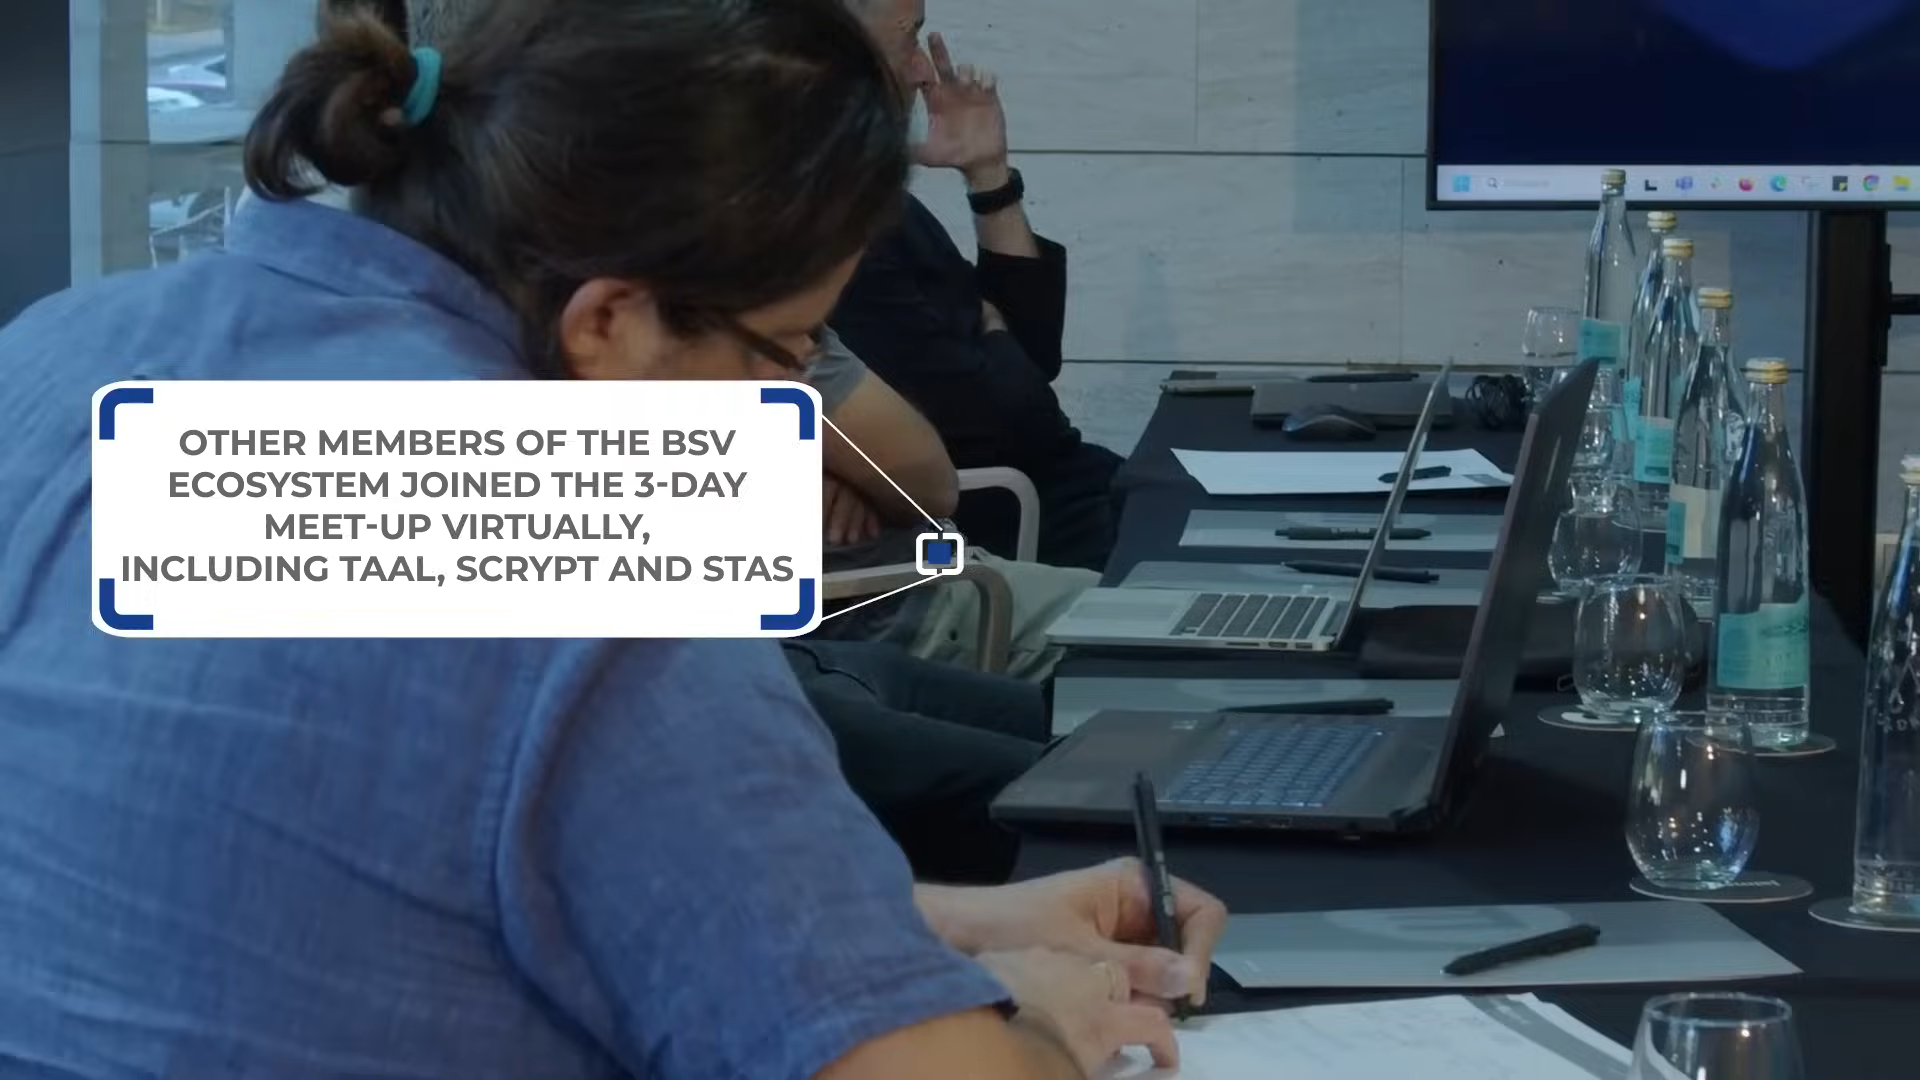 OTHER MEMBERS OF THE BSV
ECOSYSTEM JOINED THE 3-DAY
MEET-UP VIRTUALLY,
INCLUDING TAAL, SCRYPT AND STAS